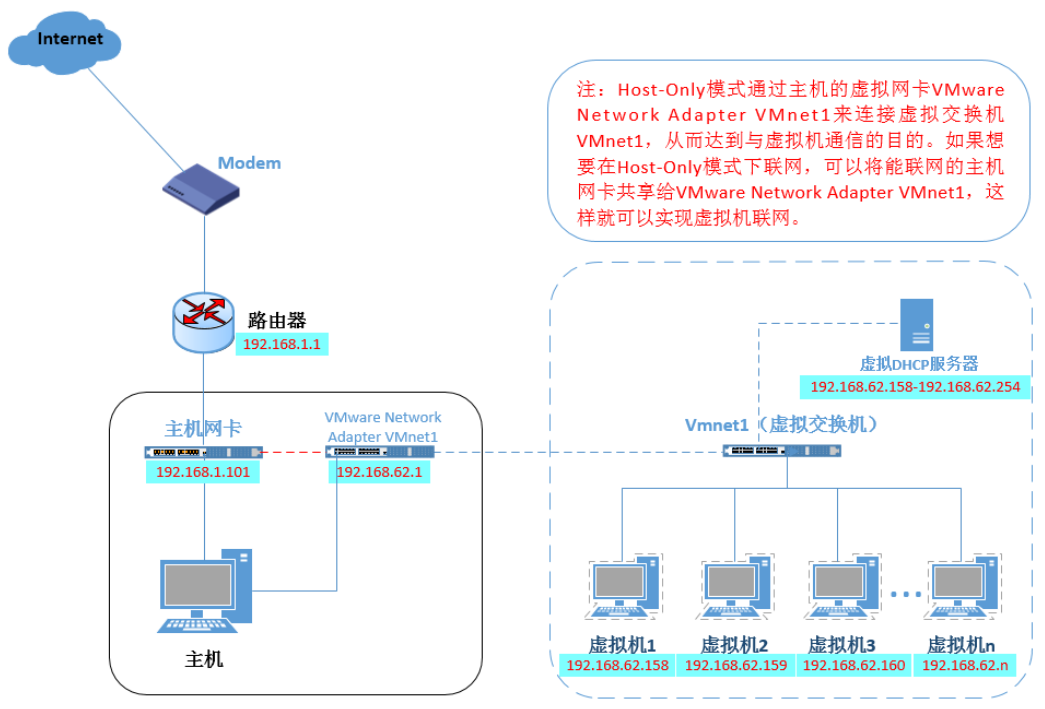 Internet
注：Host-Only模式通过主机的虚拟网卡VMware
Network Adapter VMnet1来连接虚拟交换机
VMnet1，从而达到与虚拟机通信的目的。如果想
要在Host-Only模式下联网，可以将能联网的主机
网卡共享给VMware Network Adapter VMnet1，这
样就可以实现虚拟机联网。
Modem
路由器
192.168.1.1
虚拟DHCP服务器
192.168.62.158-192.168.62.254
主机网卡
192.168.1.101
VMware Network
Adapter VMnet1
192.168.62.1
Vmnet1（虚拟交换机）
主机
虚拟机1
192.168.62.158
虚拟机2
192.168.62.159
虚拟机3
192.168.62.160
虚拟机n
192.168.62.n